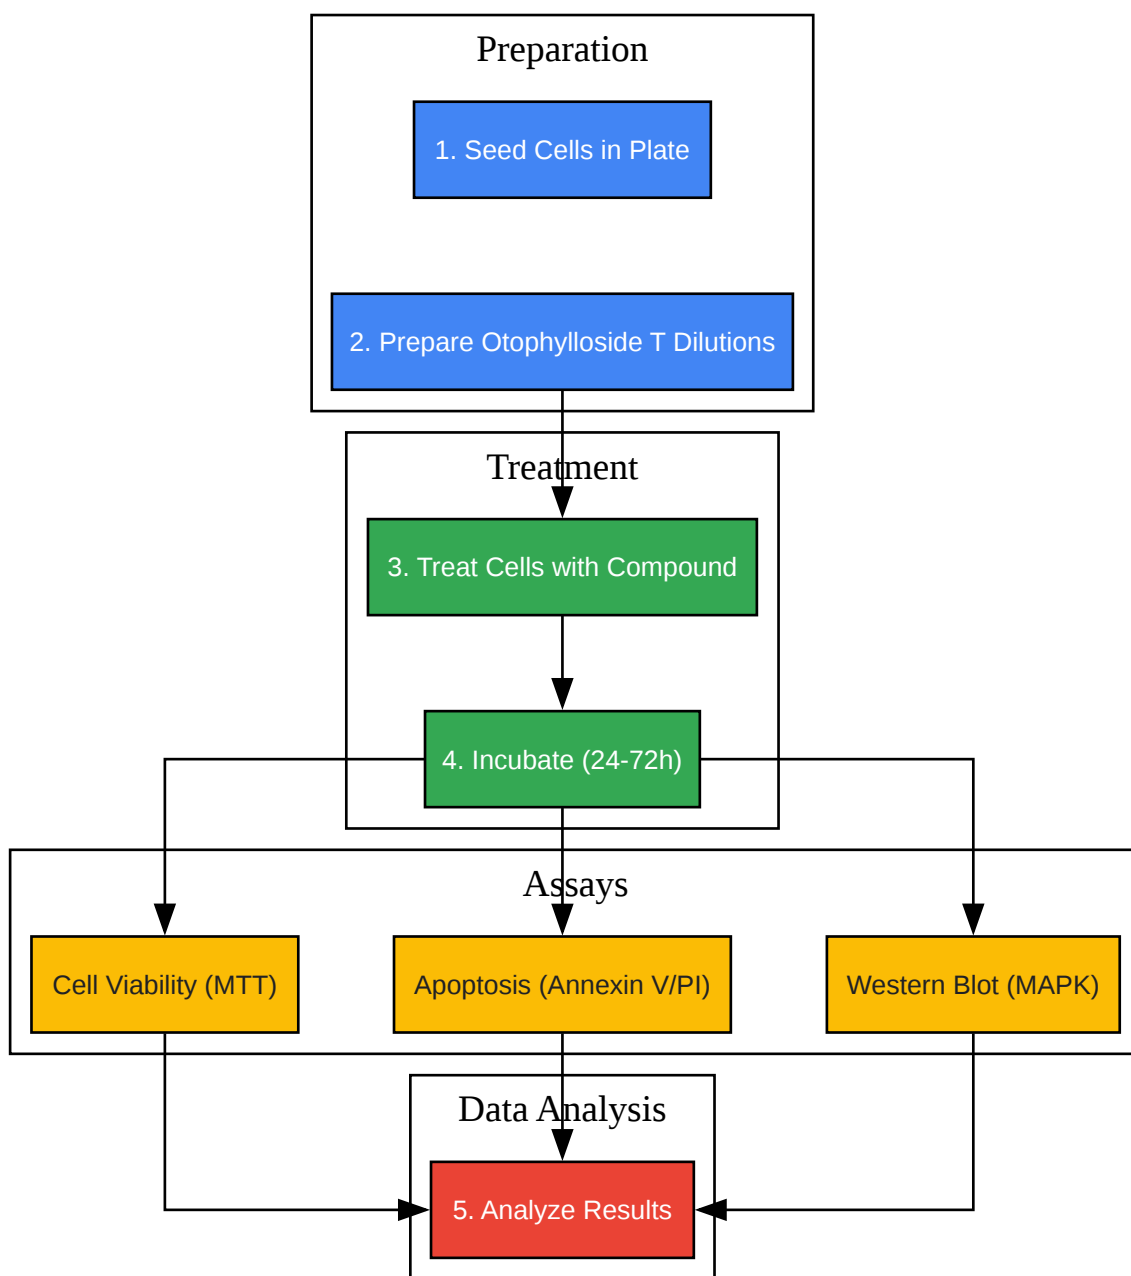 Preparation
1. Seed Cells in Plate
2. Prepare Otophylloside T Dilutions
Treatment
3. Treat Cells with Compound
4. Incubate (24-72h)
Assays
Cell Viability (MTT)
Apoptosis (Annexin V/PI)
Western Blot (MAPK)
Data Analysis
5. Analyze Results